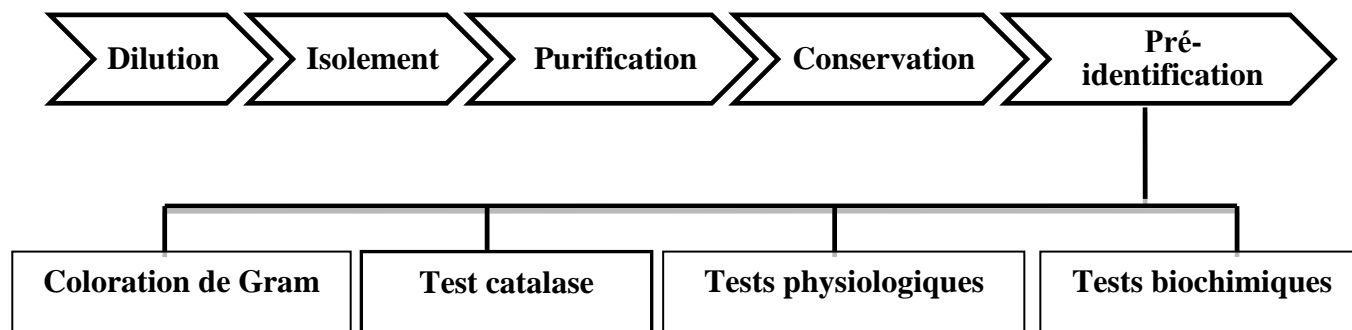 Dilution
Isolement
Purification
Conservation
Pré-
identification
Coloration de Gram
Test catalase
Tests physiologiques
Tests biochimiques